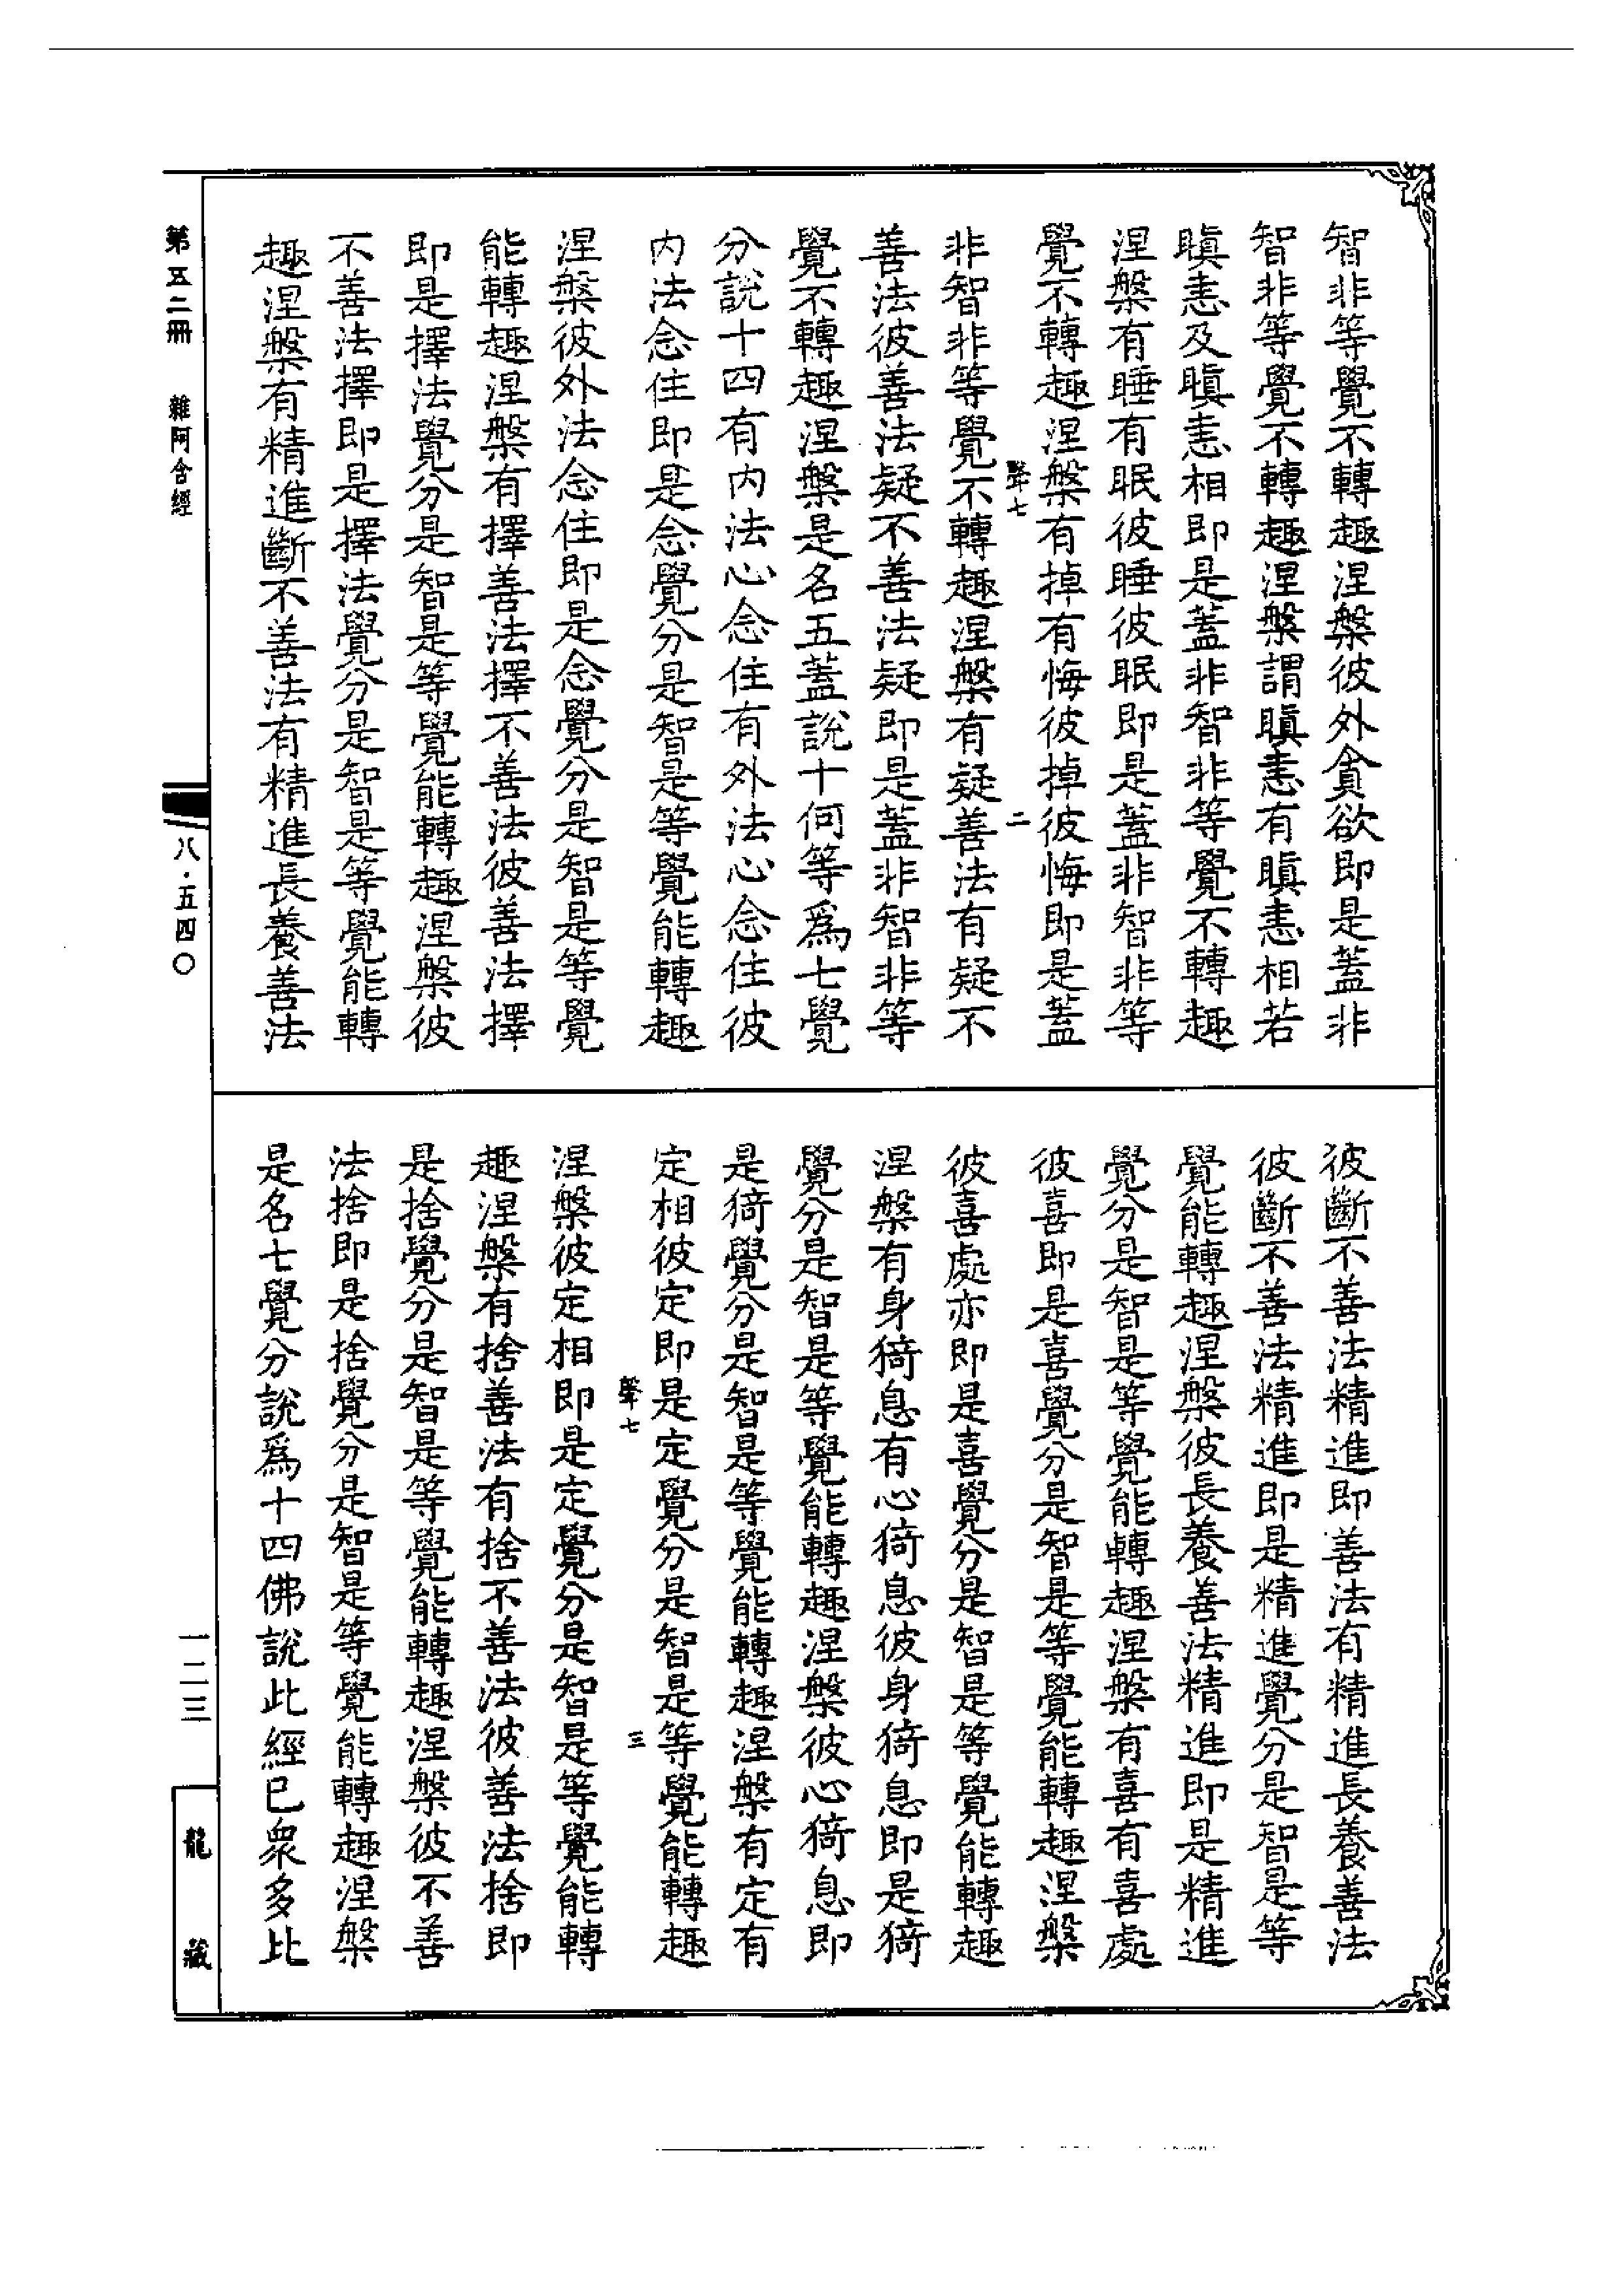 智非等覺不轉趣涅槃彼外貪欲即是蓋非
智非等覺不轉趣涅槃謂瞋恚有瞋恚相若
瞋恚及瞋恚相即是蓋非智非等覺不轉趣
涅槃有睡有眠彼睡彼眠即是蓋非智非等
覺不轉趣涅槃有掉有悔彼掉彼悔即是蓋
聲七
二
非智非等覺不轉趣涅槃有疑善法有疑不
善法彼善法疑不善法疑即是蓋非智非等
覺不轉趣涅槃是名五蓋說十何等為七覺
分說十四有內法心念住有外法心念住彼
內法念住即是念覺分是智是等覺能轉趣
涅槃彼外法念住即是念覺分是智是等覺
能轉趣涅槃有擇善法擇不善法彼善法擇
即是擇法覺分是智是等覺能轉趣涅槃彼
不善法擇即是擇法覺分是智是等覺能轉
趣涅槃有精進斷不善法有精進長養善法
彼斷不善法精進即善法有精進長養善法
彼斷不善法精進即是精進覺分是智是等
覺能轉趣涅槃彼長養善法精進即是精進
覺分是智是等覺能轉趣涅槃有喜有喜處
彼喜即是喜覺分是智是等覺能轉趣涅槃
彼喜處亦即是喜覺分是智是等覺能轉趣
涅槃有身猗息有心猗息彼身猗息即是猗
覺分是智是等覺能轉趣涅槃彼心猗息即
是猗覺分是智是等覺能轉趣涅槃有定有
定相彼定即是定覺分是智是等覺能轉趣
聲七
三
涅槃彼定相即是定覺分是智是等覺能轉
趣涅槃有捨善法有捨不善法彼善法捨即
是捨覺分是智是等覺能轉趣涅槃彼不善
法捨即是捨覺分是智是等覺能轉趣涅槃
是名七覺分說為十四佛說此經已眾多比
第五二冊 雜阿含經
八·五四〇
一二三
龍藏